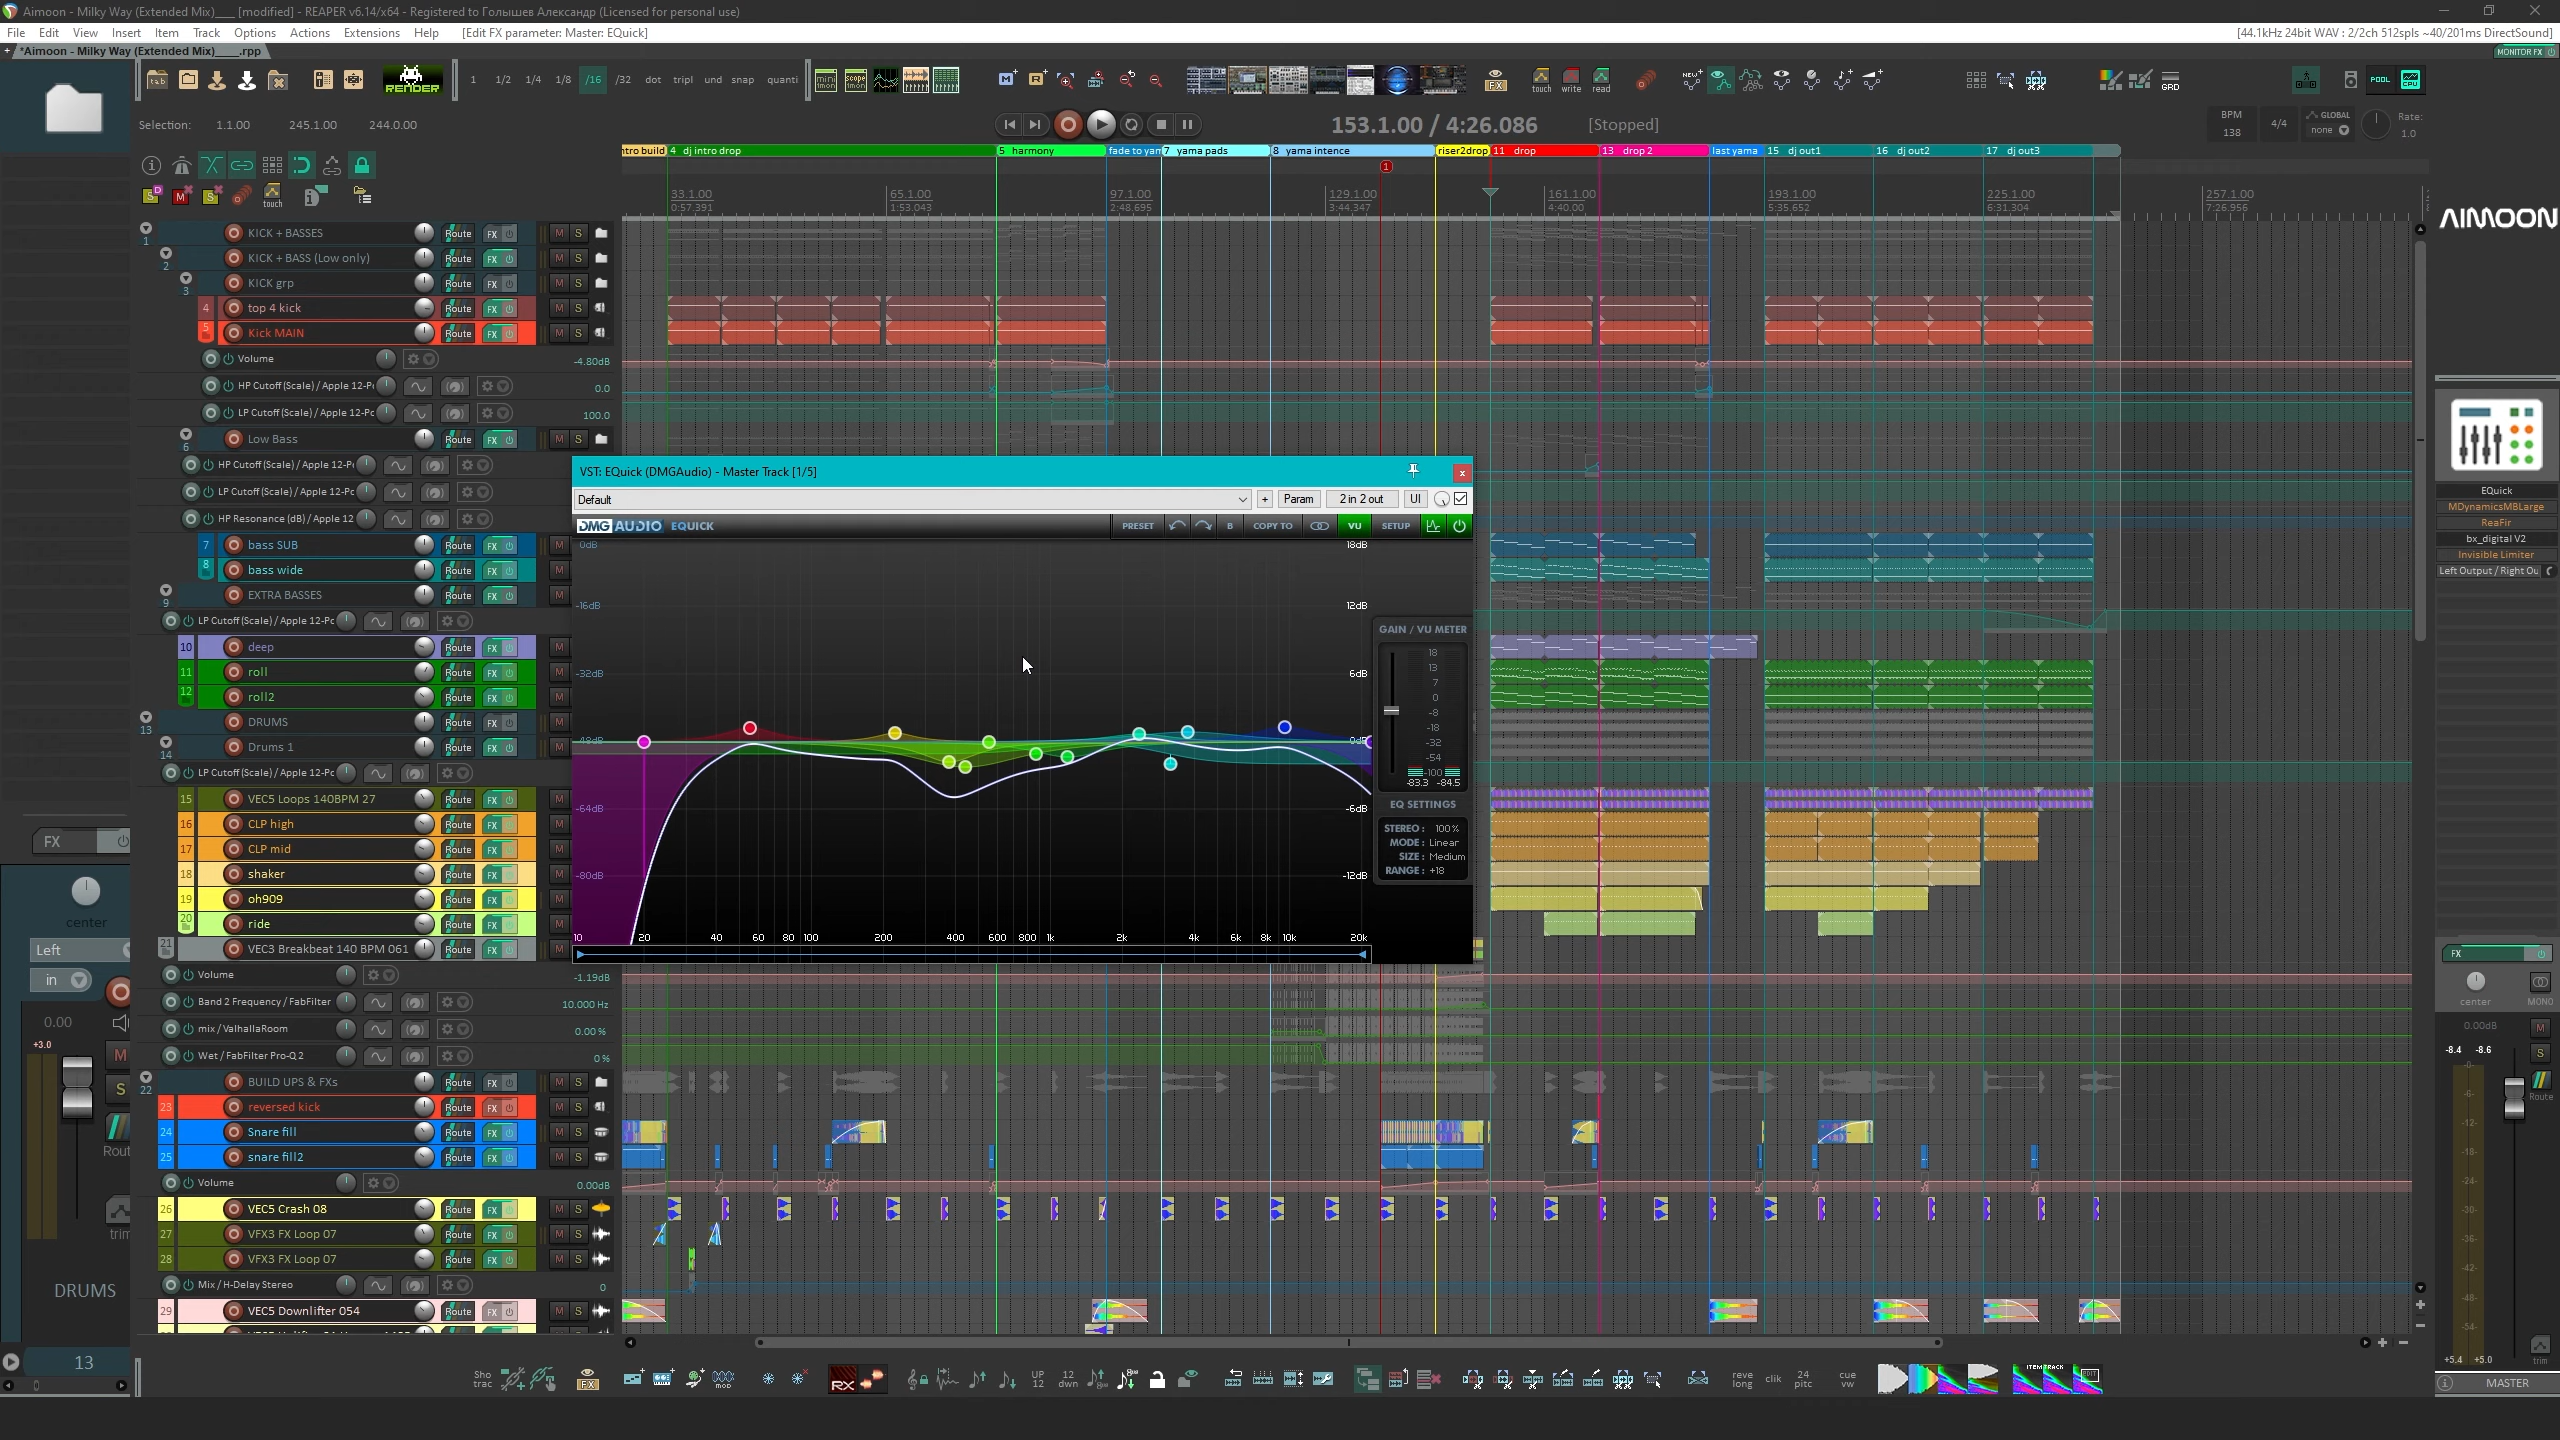 Aimoon - Milky Way (Extended Mix)____ [modified] - REAPER v6.14/x64 - Registered to Голышев Александр (Licensed for personal use)
File Edit View Insert Item Track Options Actions Extensions Help [Edit FX parameter: Master: EQuick]
[44.1kHz 24bit WAV : 2/2ch 512spls ~40/201ms DirectSound]
*Aimoon - Milky Way (Extended Mix)____.rpp
MONITOR FX
RENDER
1 1/2 1/4 1/8 /16 /32 dot tripl und snap quanti
touch write read
GRD
POOL
CPU
Selection: 1.1.00 245.1.00 244.0.00
153.1.00 / 4:26.086 [Stopped]
BPM
138
4/4
GLOBAL
none
Rate:
1.0
ntro build 4 dj intro drop 5 harmony fade to yam 7 yama pads 8 yama intence riser2drop 11 drop 13 drop 2 last yama 15 dj out1 16 dj out2 17 dj out3
1
33.1.00 65.1.00 97.1.00 129.1.00 161.1.00 193.1.00 225.1.00 257.1.00
0:57.391 1:53.043 2:48.695 3:44.347 4:40.00 5:35.652 6:31.304 7:26.956
touch
AIMOON
1 KICK + BASSES Route FX M S
2 KICK + BASS (Low only) Route FX M S
3 KICK grp Route FX M S
4 top 4 kick Route FX M S
5 Kick MAIN Route FX M S
Volume -4.80dB
HP Cutoff (Scale) / Apple 12-P 0.0
LP Cutoff (Scale) / Apple 12-Pc 100.0
6 Low Bass Route FX M S
HP Cutoff (Scale) / Apple 12-P
LP Cutoff (Scale) / Apple 12-Pc
HP Resonance (dB) / Apple 12
7 bass SUB Route FX M
8 bass wide Route FX M
9 EXTRA BASSES Route FX M
LP Cutoff (Scale) / Apple 12-Pc
10 deep Route FX M
11 roll Route FX M
12 roll2 Route FX M
13 DRUMS Route FX M
14 Drums 1 Route FX M
LP Cutoff (Scale) / Apple 12-Pc
15 VEC5 Loops 140BPM 27 Route FX M
16 CLP high Route FX M
17 CLP mid Route FX M
18 shaker Route FX M
19 oh909 Route FX M
20 ride Route FX M
21 VEC3 Breakbeat 140 BPM 061 Route FX M
Volume -1.19dB
Band 2 Frequency / FabFilter 10.000 Hz
mix / ValhallaRoom 0.00 %
Wet / FabFilter Pro-Q 2 0 %
22 BUILD UPS & FXs Route FX M S
23 reversed kick Route FX M S
24 Snare fill Route FX M S
25 snare fill2 Route FX M S
Volume 0.00dB
26 VEC5 Crash 08 Route FX M S
27 VFX3 FX Loop 07 Route FX M S
28 VFX3 FX Loop 07 Route FX M S
Mix / H-Delay Stereo 0
29 VEC5 Downlifter 054 Route FX M S
VST: EQuick (DMGAudio) - Master Track [1/5]
x
Default + Param 2 in 2 out UI
DMG AUDIO EQUICK PRESET B COPY TO VU SETUP
0dB 18dB
-16dB 12dB
-32dB 6dB
-48dB 0dB
-64dB -6dB
-80dB -12dB
10 20 40 60 80 100 200 400 600 800 1k 2k 4k 6k 8k 10k 20k
GAIN / VU METER
18
13
7
0
-8
-18
-32
-54
-100
-83.3 -84.5
EQ SETTINGS
STEREO : 100%
MODE : Linear
SIZE : Medium
RANGE : +18
EQuick
MDynamicsMBLarge
ReaFir
bx_digital V2
Invisible Limiter
Left Output / Right Ou
FX
center
MONO
0.00dB
M
-8.4 -8.6
S
-0-
-6-
-12-
-18-
-24-
-30-
-36-
-42-
-48-
-54-
Route
+5.4 +5.0
trim
MASTER
FX
center
Left
in
0.00
+3.0
M
S
Rout
trim
DRUMS
13
Sho
trac
FX
mod
RX
UP
12
12
dwn
reve
long
clik
24
pitc
cue
vw
ITEM TRACK
EDIT